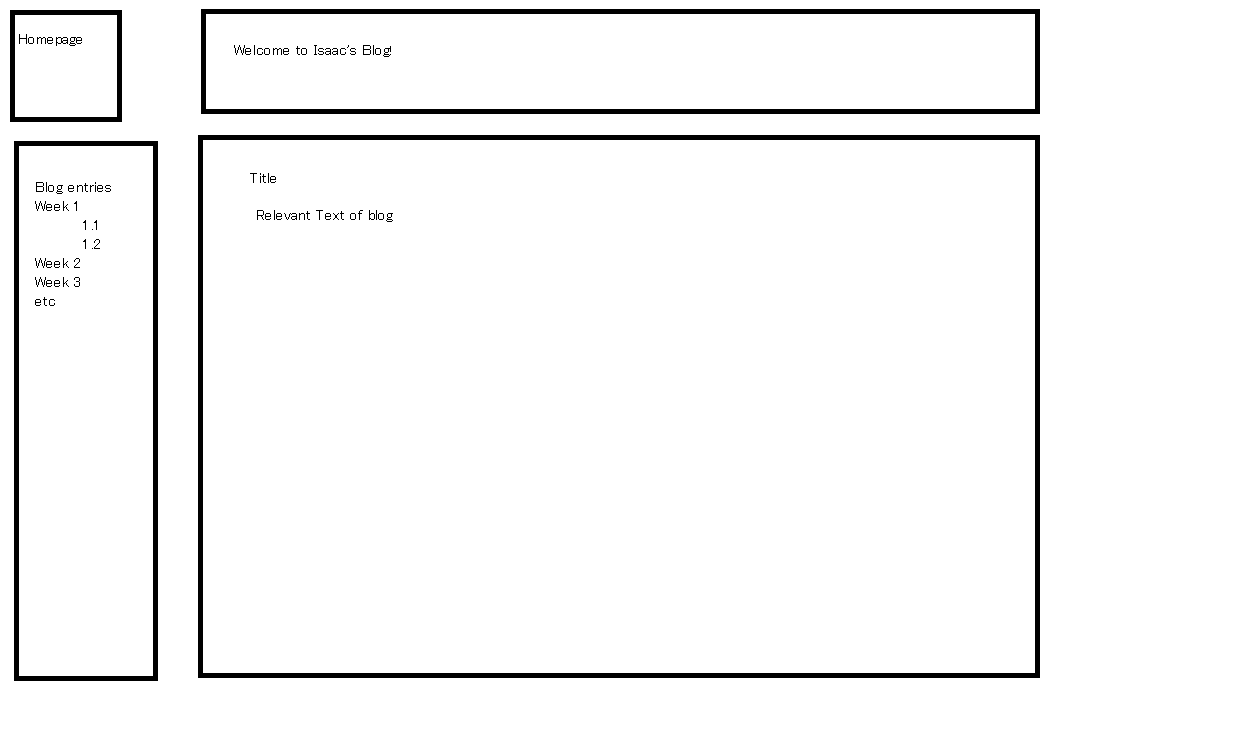 Homepage
Welcome to Isaac's Blog!
Blog entries
Week 1
1.1
1.2
Week 2
Week 3
etc
Title
Relevant Text of blog